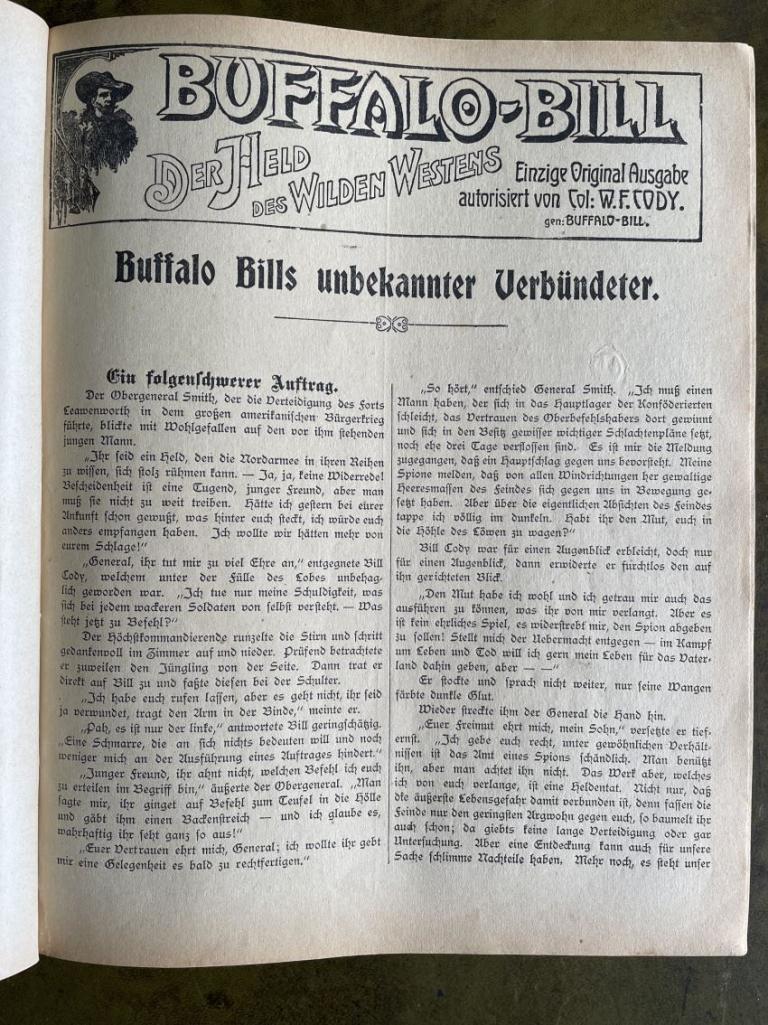 BUFFALO-BILL
DER HELD
DES WILDEN WESTENS
Einzige Original Ausgabe
autorisiert von Col: W. F. CODY.
gen: BUFFALO-BILL.
Buffalo Bills unbekannter Verbündeter.
Ein folgenschwerer Auftrag.
Der Obergeneral Smith, der die Verteidigung des Forts
Leawenworth in dem großen amerikanischen Bürgerkrieg
führte, blickte mit Wohlgefallen auf den vor ihm stehenden
jungen Mann.
„Ihr seid ein Held, den die Nordarmee in ihren Reihen
zu wissen, sich stolz rühmen kann. — Ja, ja, keine Widerrede!
Bescheidenheit ist eine Tugend, junger Freund, aber man
muß sie nicht zu weit treiben. Hätte ich gestern bei eurer
Ankunft schon gewußt, was hinter euch steckt, ich würde euch
anders empfangen haben. Ich wollte wir hätten mehr von
eurem Schlage!"
„General, ihr tut mir zu viel Ehre an," entgegnete Bill
Cody, welchem unter der Fülle des Lobes unbehag-
lich geworden war. „Ich tue nur meine Schuldigkeit, was
sich bei jedem wackeren Soldaten von selbst versteht. — Was
steht jetzt zu Befehl?"
Der Höchstkommandierende runzelte die Stirn und schritt
gedankenvoll im Zimmer auf und nieder. Prüfend betrachtete
er zuweilen den Jüngling von der Seite. Dann trat er
direkt auf Bill zu und faßte diesen bei der Schulter.
„Ich habe euch rufen lassen, aber es geht nicht, ihr seid
ja verwundet, tragt den Arm in der Binde," meinte er.
„Pah, es ist nur der linke," antwortete Bill geringschätzig.
„Eine Schmarre, die an sich nichts bedeuten will und noch
weniger mich an der Ausführung eines Auftrages hindert."
„Junger Freund, ihr ahnt nicht, welchen Befehl ich euch
zu erteilen im Begriff bin," äußerte der Obergeneral. „Man
sagte mir, ihr ginget auf Befehl zum Teufel in die Hölle
und gäbt ihm einen Backenstreich — und ich glaube es,
wahrhaftig ihr seht ganz so aus!"
„Euer Vertrauen ehrt mich, General; ich wollte ihr gebt
mir eine Gelegenheit es bald zu rechtfertigen."
„So hört," entschied General Smith. „Ich muß einen
Mann haben, der sich in das Hauptlager der Konföderierten
schleicht, das Vertrauen des Oberbefehlshabers dort gewinnt
und sich in den Besitz gewisser wichtiger Schlachtenpläne setzt,
noch ehe drei Tage verflossen sind. Es ist mir die Meldung
zugegangen, daß ein Hauptschlag gegen uns bevorsteht. Meine
Spione melden, daß von allen Windrichtungen her gewaltige
Heeresmassen des Feindes sich gegen uns in Bewegung ge-
setzt haben. Aber über die eigentlichen Absichten des Feindes
tappe ich völlig im dunkeln. Habt ihr den Mut, euch in
die Höhle des Löwen zu wagen?"
Bill Cody war für einen Augenblick erbleicht, doch nur
für einen Augenblick, dann erwiderte er furchtlos den auf
ihn gerichteten Blick.
„Den Mut habe ich wohl und ich getrau mir auch das
ausführen zu können, was ihr von mir verlangt. Aber es
ist kein ehrliches Spiel, es widerstrebt mir, den Spion abgeben
zu sollen! Stellt mich der Uebermacht entgegen — im Kampf
um Leben und Tod will ich gern mein Leben für das Vater-
land dahin geben, aber — —"
Er stockte und sprach nicht weiter, nur seine Wangen
färbte dunkle Glut.
Wieder streckte ihm der General die Hand hin.
„Euer Freimut ehrt mich, mein Sohn," versetzte er tief-
ernst. „Ich gebe euch recht, unter gewöhnlichen Verhält-
nissen ist das Amt eines Spions schändlich. Man benützt
ihn, aber man achtet ihn nicht. Das Werk aber, welches
ich von euch verlange, ist eine Heldentat. Nicht nur, daß
dke äußerste Lebensgefahr damit verbunden ist, denn fassen die
Feinde nur den geringsten Argwohn gegen euch, so baumelt ihr
auch schon; da giebts keine lange Verteidigung oder gar
Untersuchung. Aber eine Entdeckung kann auch für unsere
Sache schlimme Nachteile haben. Mehr noch, es steht unser